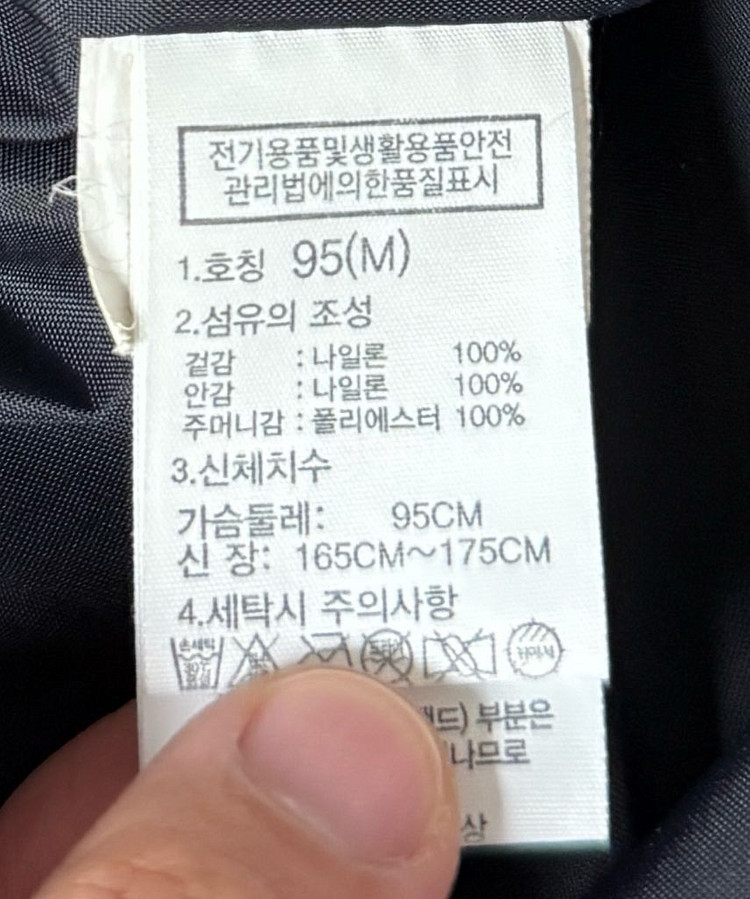 전기용품및생활용품안전
관리법에의한품질표시
1.호칭 95(M)
2.섬유의 조성
겉감 : 나일론 100%
안감 : 나일론 100%
주머니감 : 폴리에스터 100%
3.신체치수
가슴둘레: 95CM
신 장: 165CM~175CM
4.세탁시 주의사항
손세탁
부분은